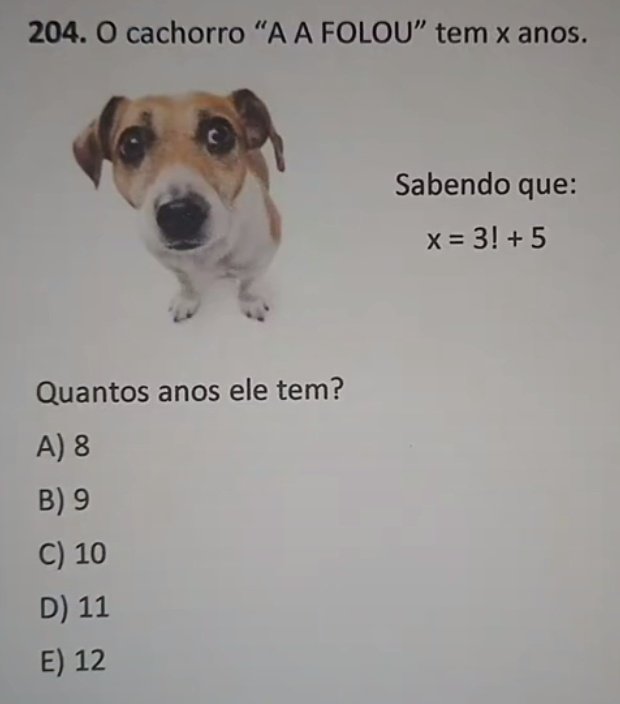 204. O cachorro “A A FOLOU” tem x anos.
Sabendo que:
x = 3! + 5
Quantos anos ele tem?
A) 8
B) 9
C) 10
D) 11
E) 12